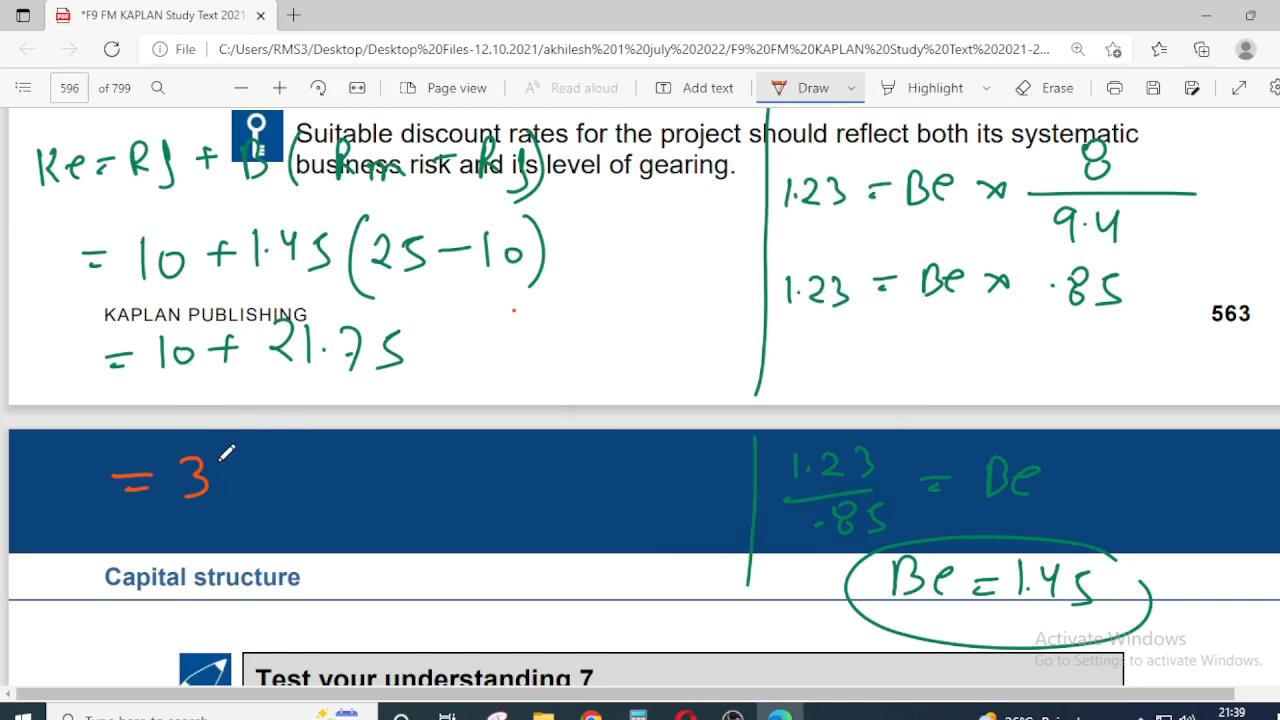 *F9 FM KAPLAN Study Text 2021
File
C:/Users/RMS3/Desktop/Desktop%20Files-12.10.2021/akhilesh%201%20july%202022/F9%20FM%20KAPLAN%20Study%20Text%202021-2...
596 of 799
Page view
Read aloud
Add text
Draw
Highlight
Erase
Suitable discount rates for the project should reflect both its systematic
business risk and its level of gearing.
Ke = Rf + B (Rm - Rf)
= 10 + 1.45 (25 - 10)
KAPLAN PUBLISHING
= 10 + 21.75
= 3
1.23 = Be × 8
9.4
1.23 = Be × .85
563
1.23 = Be
.85
Be = 1.45
Capital structure
Activate Windows
Go to Settings to activate Windows.
Test your understanding 7
Type here to search
21:39